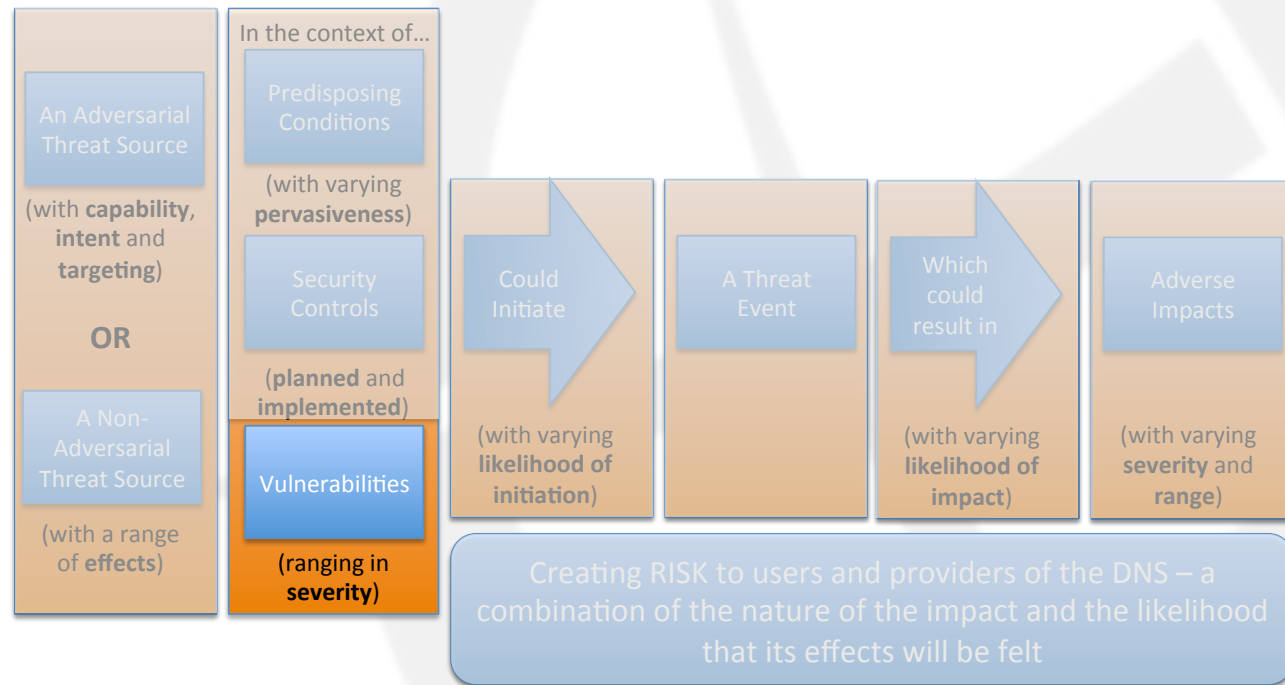 An Adversarial
Threat Source
(with capability,
intent and
targeting)
OR
A Non-
Adversarial
Threat Source
(with a range
of effects)
In the context of…
Predisposing
Conditions
(with varying
pervasiveness)
Security
Controls
(planned and
implemented)
Vulnerabilities
(ranging in
severity)
Could
Initiate
(with varying
likelihood of
initiation)
A Threat
Event
Which
could
result in
(with varying
likelihood of
impact)
Adverse
Impacts
(with varying
severity and
range)
Creating RISK to users and providers of the DNS – a
combination of the nature of the impact and the likelihood
that its effects will be felt